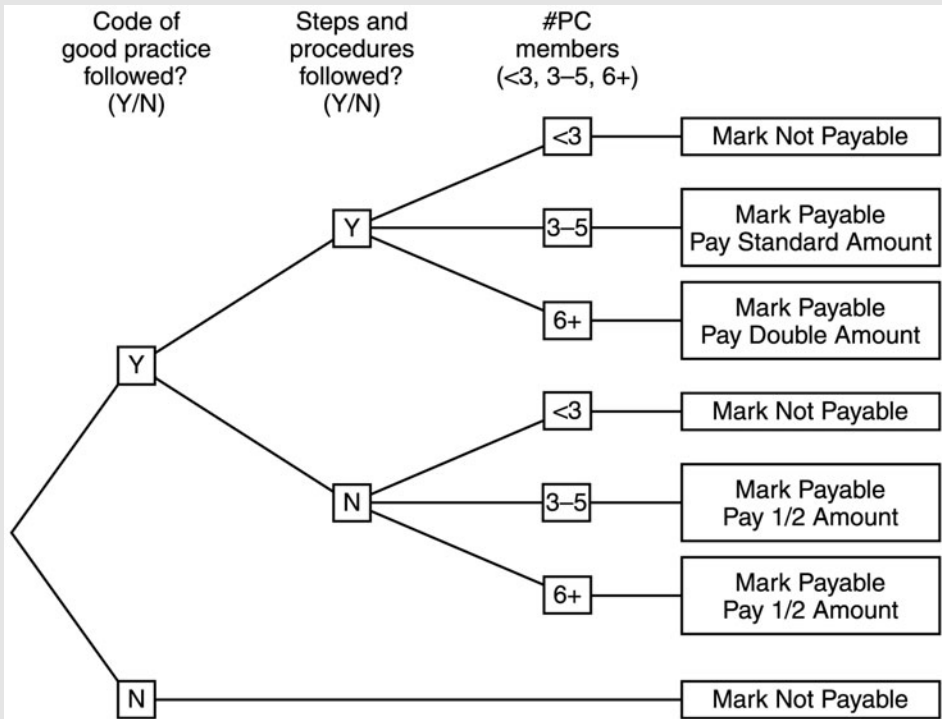 Code of
good practice
followed?
(Y/N)
Steps and
procedures
followed?
(Y/N)
#PC
members
(<3, 3–5, 6+)
<3
Mark Not Payable
Y
3–5
Mark Payable
Pay Standard Amount
6+
Mark Payable
Pay Double Amount
Y
<3
Mark Not Payable
N
3–5
Mark Payable
Pay 1/2 Amount
6+
Mark Payable
Pay 1/2 Amount
N
Mark Not Payable